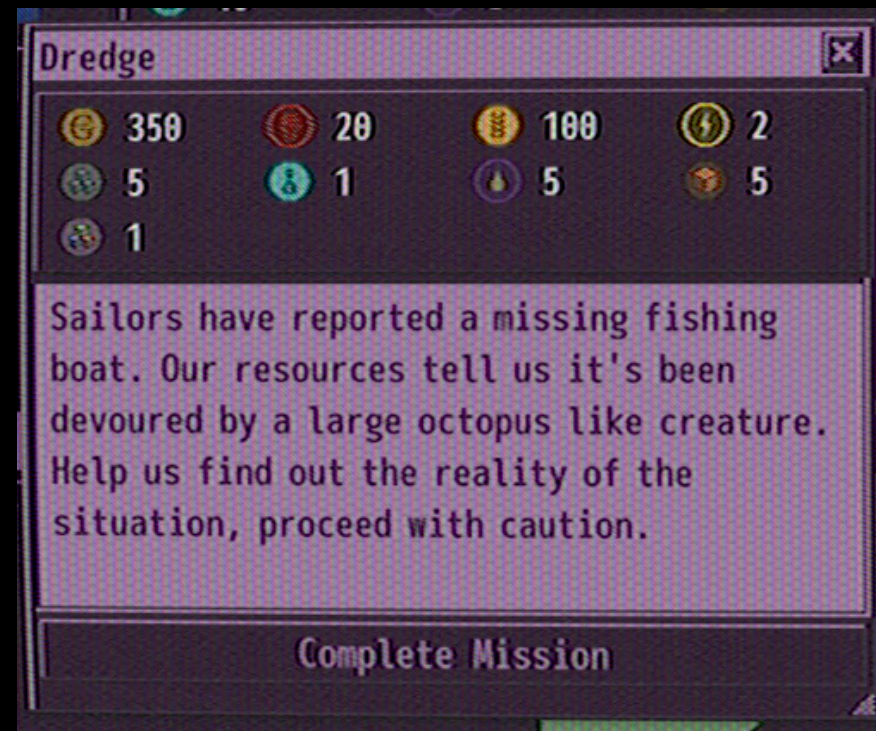 Dredge
350 20 100 2
5 1 5 5
1
Sailors have reported a missing fishing
boat. Our resources tell us it's been
devoured by a large octopus like creature.
Help us find out the reality of the
situation, proceed with caution.
Complete Mission